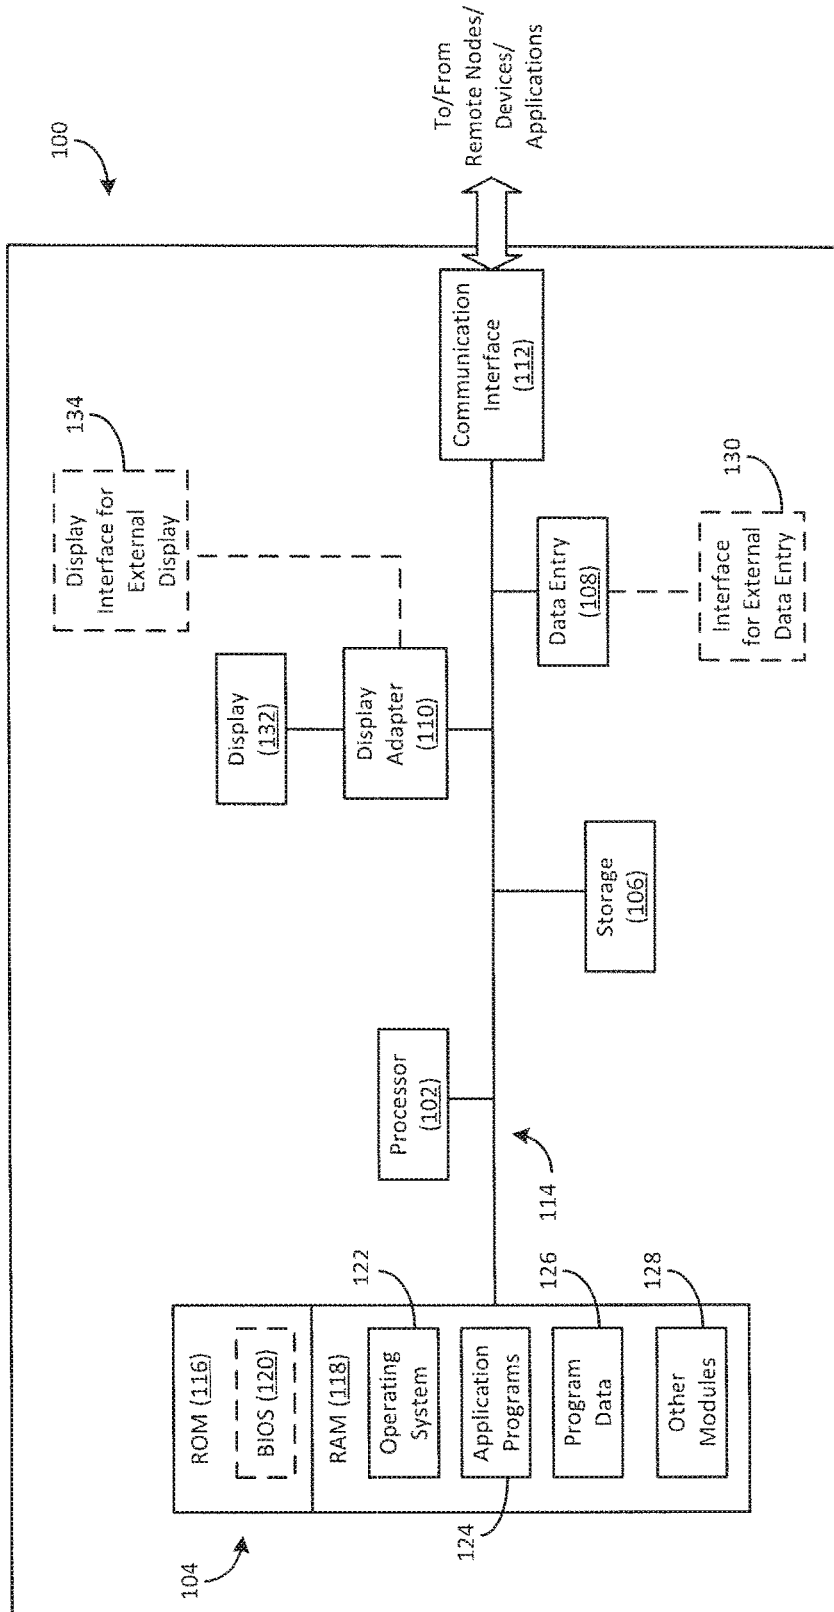 100
134
Display
Interface for
External
Display
Display
(132)
Display
Adapter
(110)
To/From
Remote Nodes/
Devices/
Applications
Communication
Interface
(112)
Processor
(102)
114
Storage
(106)
Data Entry
(108)
130
Interface
for External
Data Entry
104
ROM (116)
BIOS (120)
RAM (118)
122
Operating
System
124
Application
Programs
126
Program
Data
128
Other
Modules